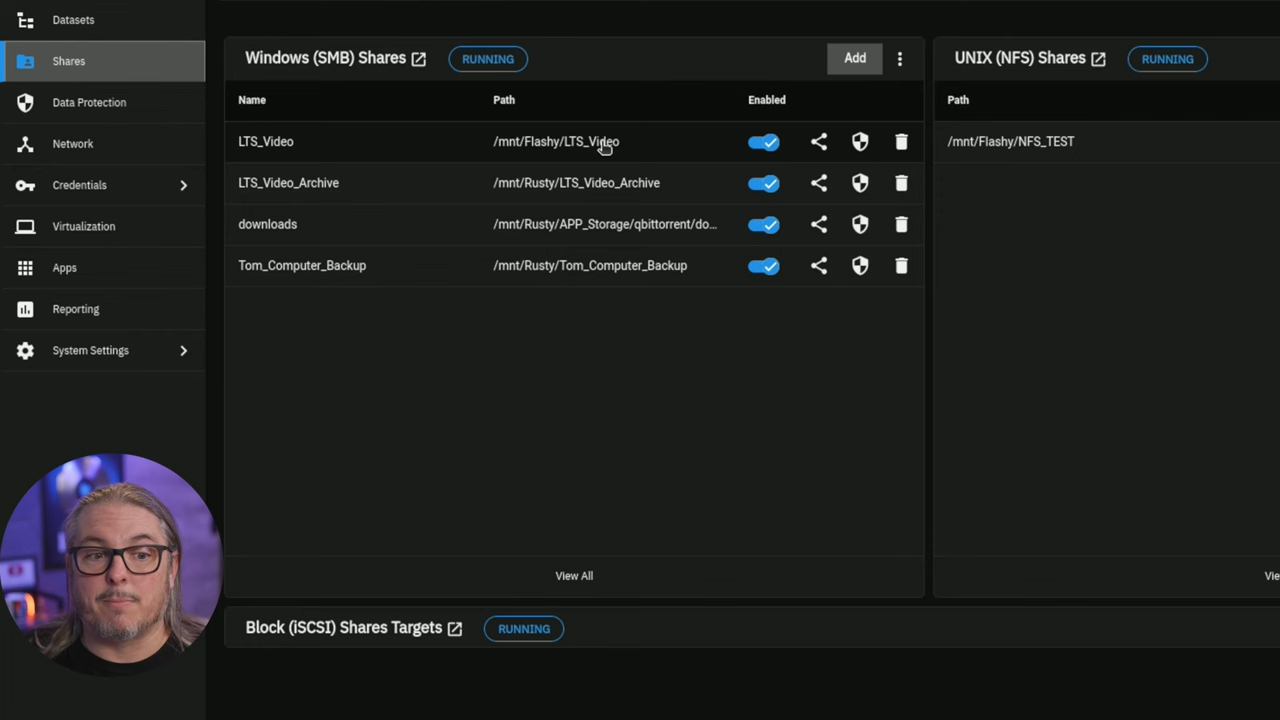 Datasets
Shares
Data Protection
Network
Credentials
Virtualization
Apps
Reporting
System Settings
Windows (SMB) Shares RUNNING Add
Name Path Enabled
LTS_Video /mnt/Flashy/LTS_Video
LTS_Video_Archive /mnt/Rusty/LTS_Video_Archive
downloads /mnt/Rusty/APP_Storage/qbittorrent/do...
Tom_Computer_Backup /mnt/Rusty/Tom_Computer_Backup
View All
UNIX (NFS) Shares RUNNING
Path
/mnt/Flashy/NFS_TEST
Vie
Block (iSCSI) Shares Targets RUNNING